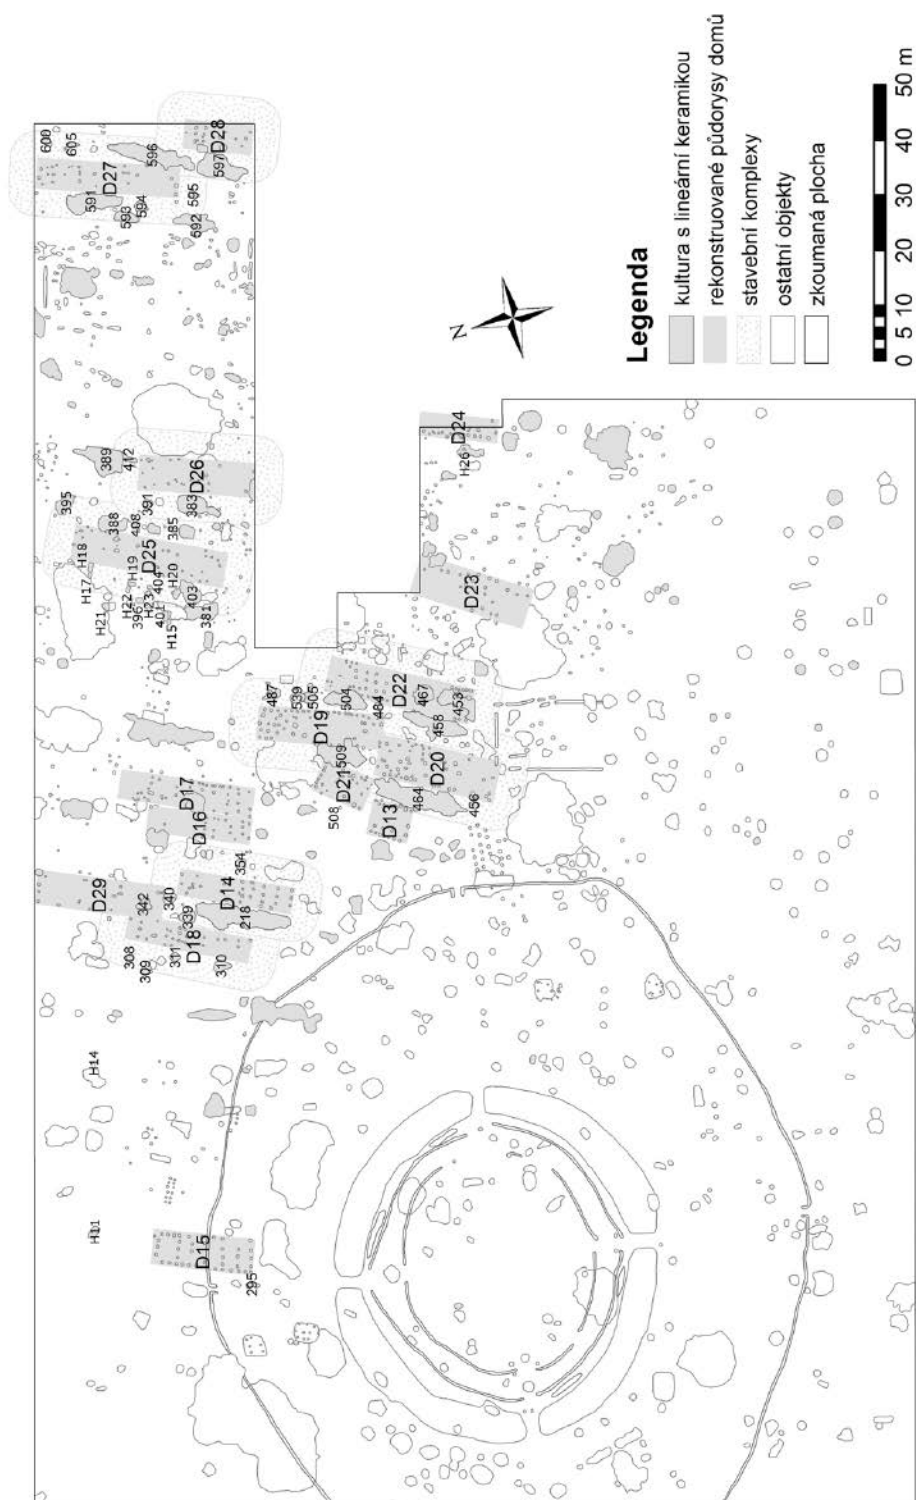 600
605
D27
D28
596
597
591
593
594
595
592
389
412
395
D26
391
383
388
408
385
H18
D25
H17
H19
404
H20
H22
H23
396
401
403
H21
H15
381
D24
H26
D23
487
539
505
504
484
D22
467
453
458
D19
509
D21
D20
508
464
456
D13
D17
D16
354
D29
342
340
D14
339
218
D18
308
309
311
310
H14
H11
D15
295
N
Legenda
kultura s lineární keramikou
rekonstruované půdorysy domů
stavební komplexy
ostatní objekty
zkoumaná plocha
0 5 10 20 30 40 50 m